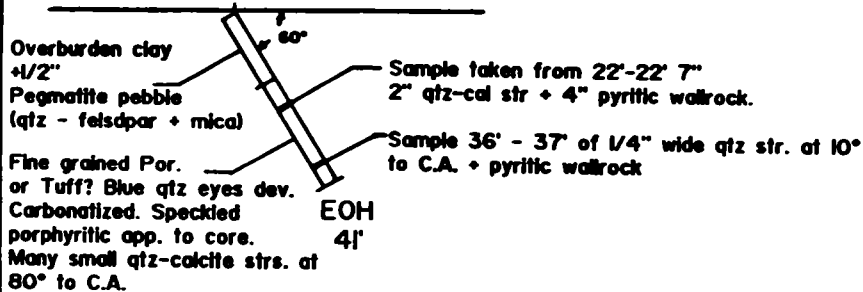 60°
Overburden clay
+1/2"
Pegmatite pebble
(qtz - felsdpar + mica)
Sample taken from 22'-22' 7"
2" qtz-cal str + 4" pyritic wallrock.
Sample 36' - 37' of 1/4" wide qtz str. at 10°
to C.A. + pyritic wallrock
Fine grained Por.
or Tuff? Blue qtz eyes dev.
Carbonatized. Speckled
porphyritic app. to core.
Many small qtz-calcite strs. at
80° to C.A.
EOH
41'